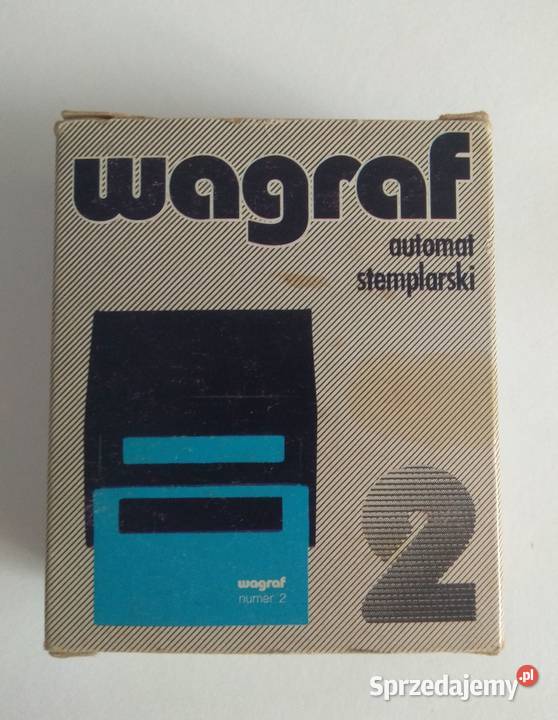 wagraf
automat
stemplarski
wagraf
numer 2
2
Sprzedajemy.pl